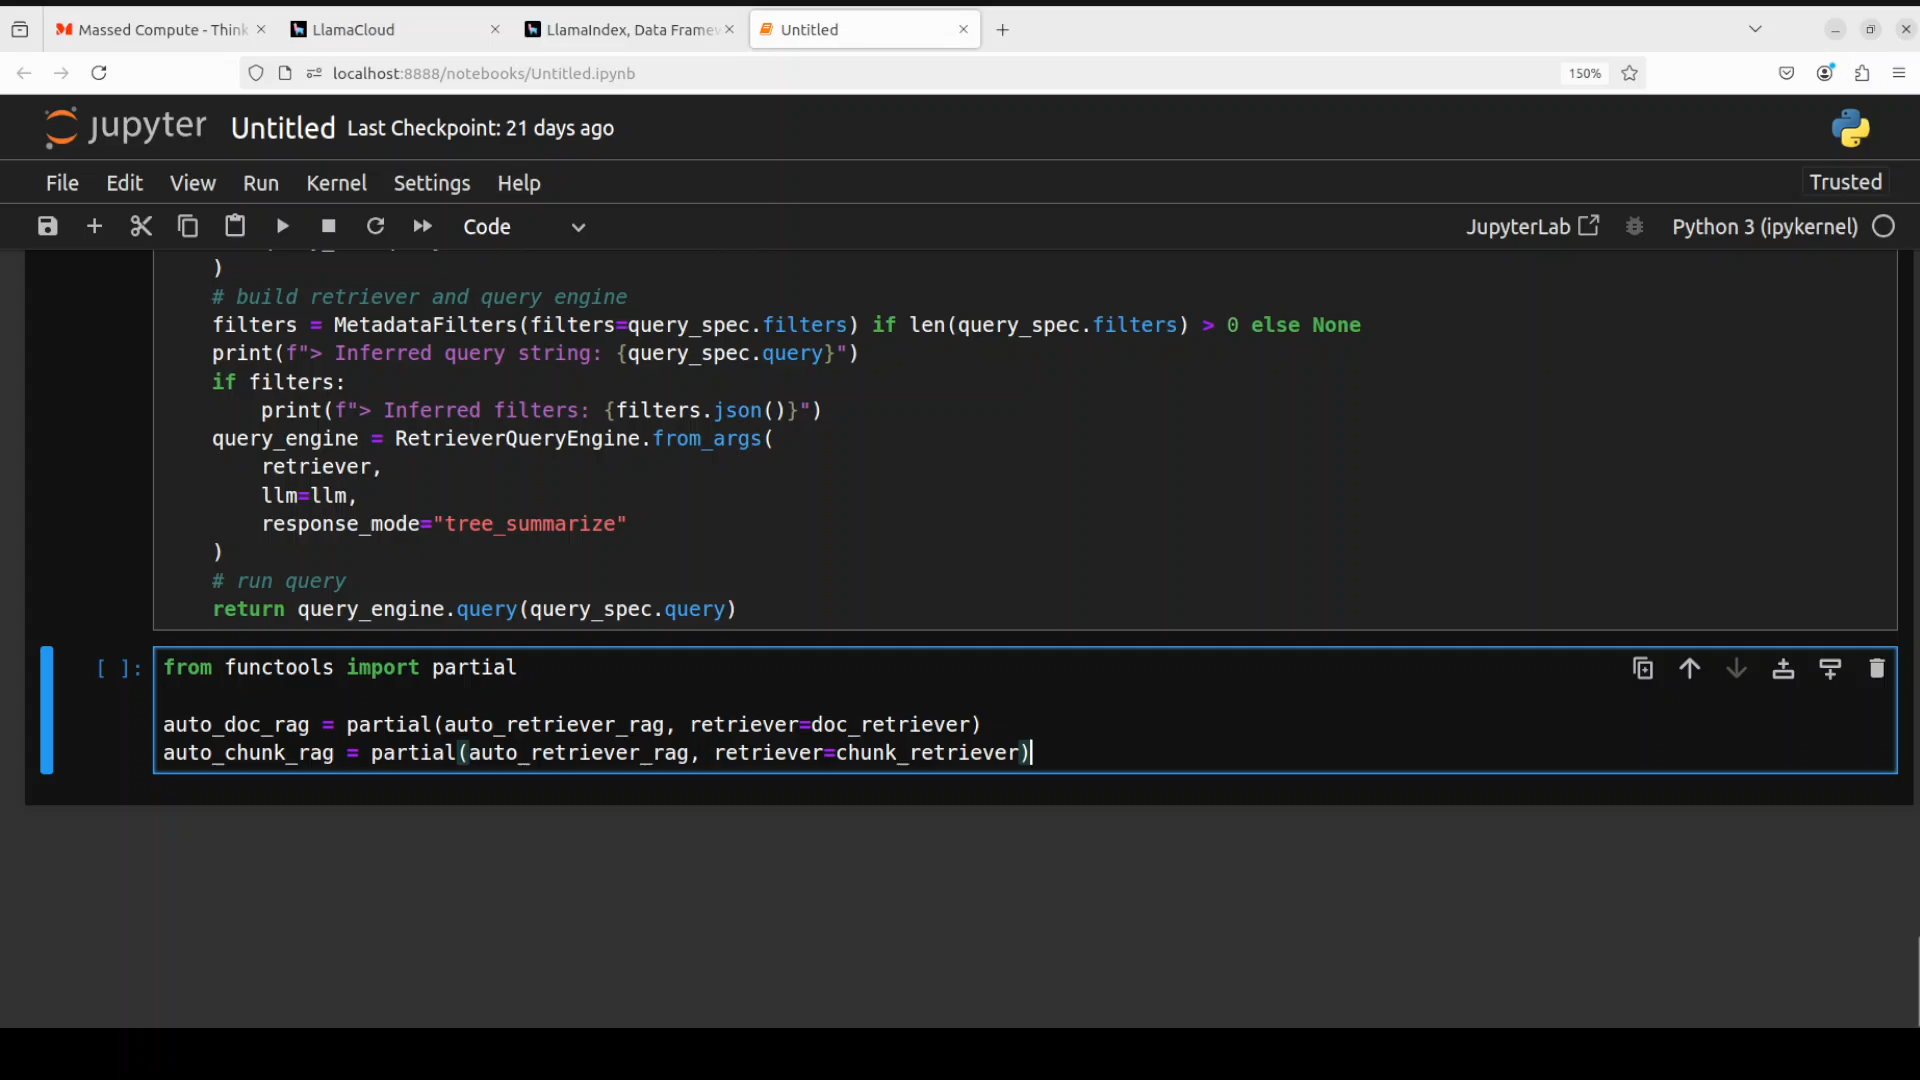 Massed Compute - Think
LlamaCloud
LlamaIndex, Data Framew
Untitled
localhost:8888/notebooks/Untitled.ipynb
150%
jupyter
Untitled Last Checkpoint: 21 days ago
File Edit View Run Kernel Settings Help
Trusted
Code
JupyterLab
Python 3 (ipykernel)
)
# build retriever and query engine
filters = MetadataFilters(filters=query_spec.filters) if len(query_spec.filters) > 0 else None
print(f"> Inferred query string: {query_spec.query}")
if filters:
print(f"> Inferred filters: {filters.json()}")
query_engine = RetrieverQueryEngine.from_args(
retriever,
llm=llm,
response_mode="tree_summarize"
)
# run query
return query_engine.query(query_spec.query)
[ ]:
from functools import partial
auto_doc_rag = partial(auto_retriever_rag, retriever=doc_retriever)
auto_chunk_rag = partial(auto_retriever_rag, retriever=chunk_retriever)